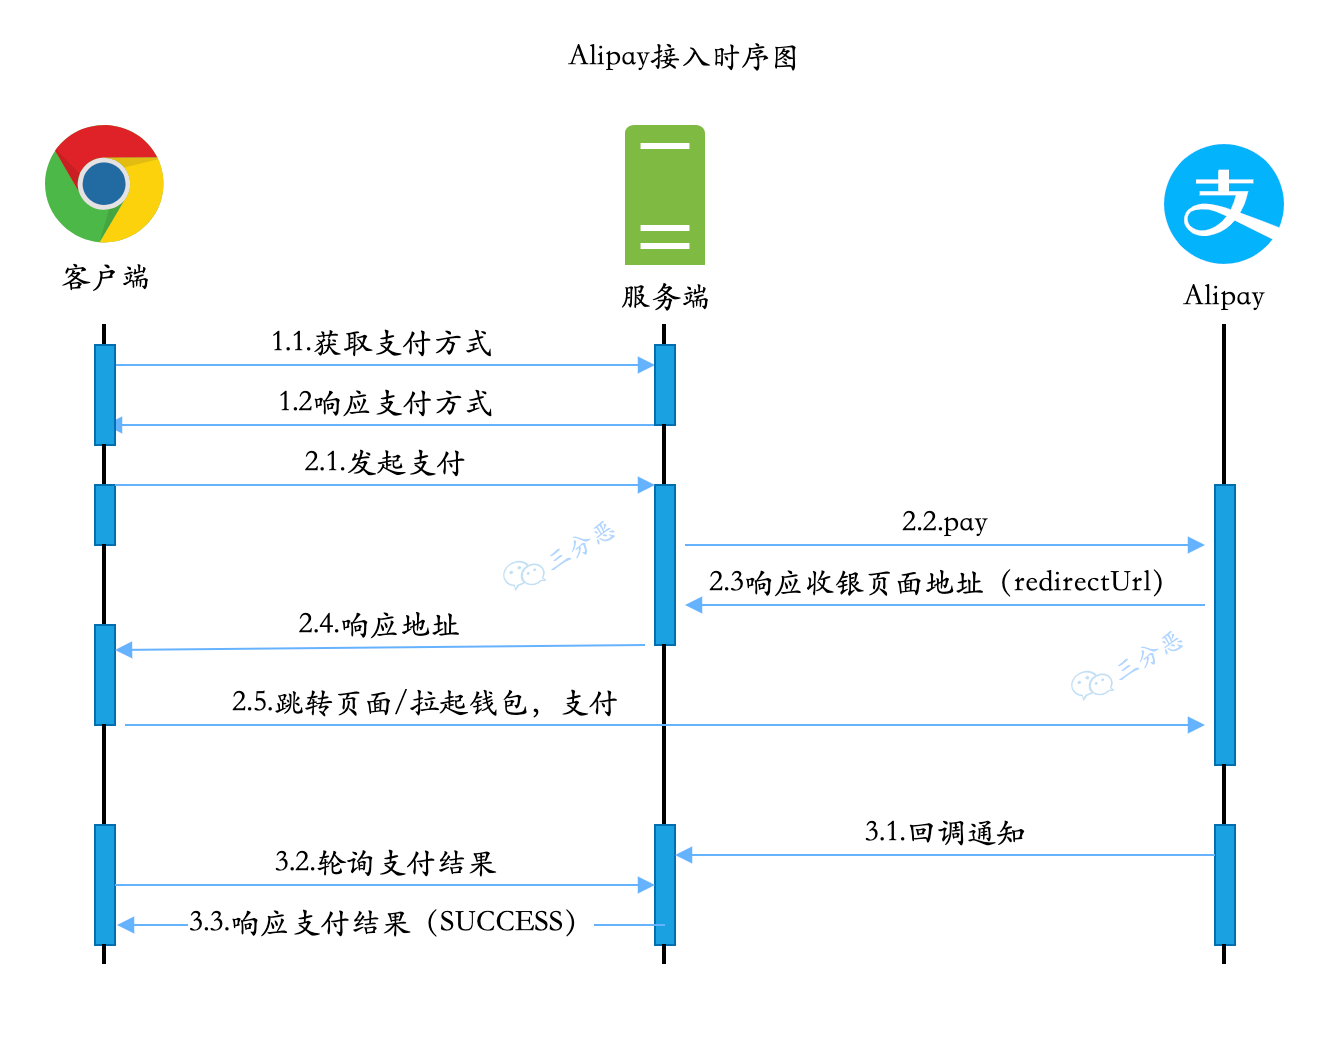 Alipay接入时序图
支
客户端
服务端
Alipay
1.1.获取支付方式
1.2响应支付方式
2.1.发起支付
2.2.pay
三分恶
2.3响应收银页面地址（redirectUrl）
2.4.响应地址
三分恶
2.5.跳转页面/拉起钱包，支付
3.1.回调通知
3.2.轮询支付结果
3.3.响应支付结果（SUCCESS）